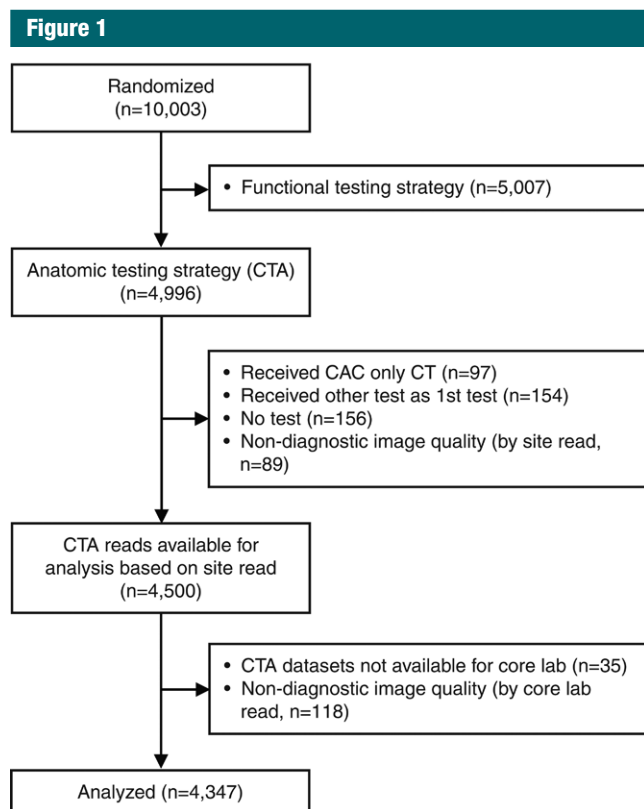 Figure 1
Randomized
(n=10,003)
• Functional testing strategy (n=5,007)
Anatomic testing strategy (CTA)
(n=4,996)
• Received CAC only CT (n=97)
• Received other test as 1st test (n=154)
• No test (n=156)
• Non-diagnostic image quality (by site read,
n=89)
CTA reads available for
analysis based on site read
(n=4,500)
• CTA datasets not available for core lab (n=35)
• Non-diagnostic image quality (by core lab
read, n=118)
Analyzed (n=4,347)